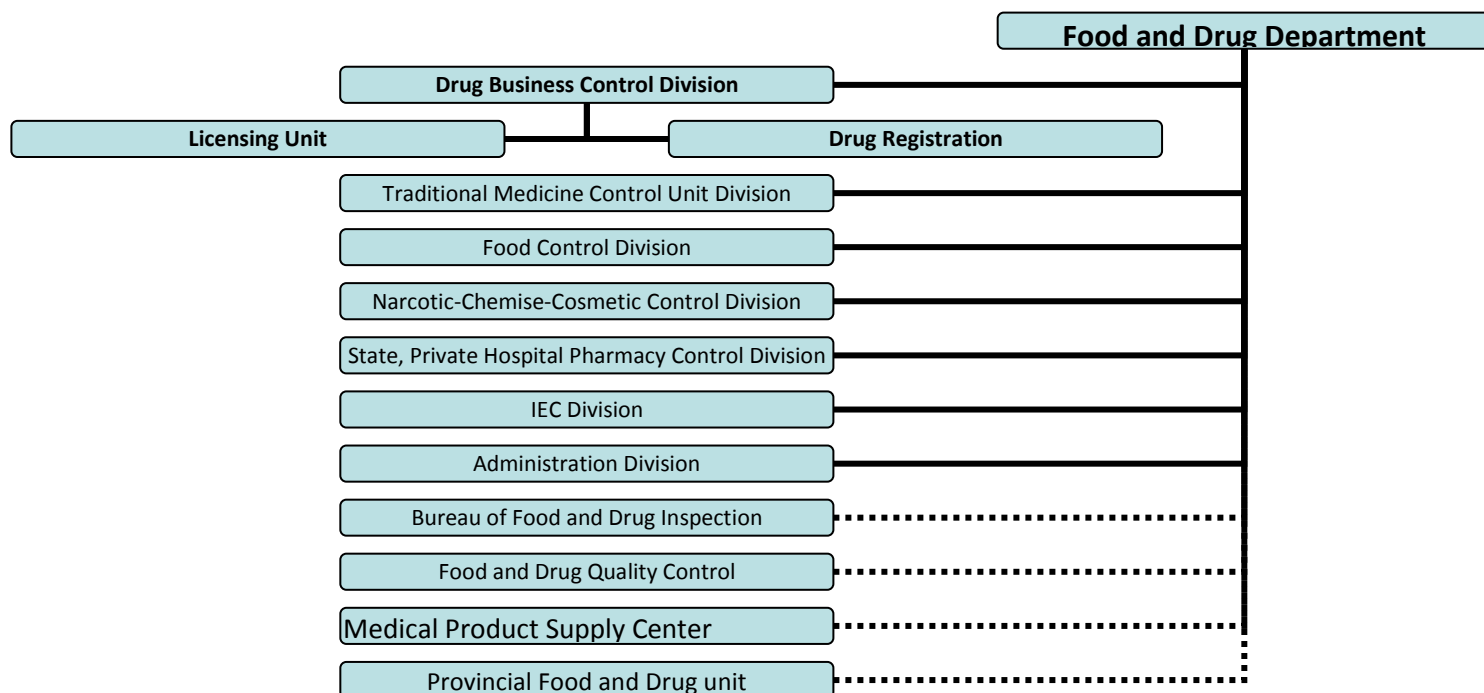 Food and Drug Department
Drug Business Control Division
Licensing Unit
Drug Registration
Traditional Medicine Control Unit Division
Food Control Division
Narcotic-Chemise-Cosmetic Control Division
State, Private Hospital Pharmacy Control Division
IEC Division
Administration Division
Bureau of Food and Drug Inspection
Food and Drug Quality Control
Medical Product Supply Center
Provincial Food and Drug unit